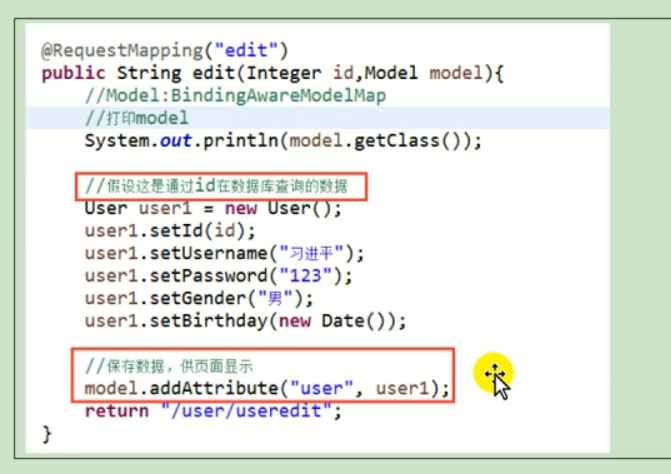 @RequestMapping("edit")
public String edit(Integer id,Model model){
//Model:BindingAwareModelMap
//打印model
System.out.println(model.getClass());
//假设这是通过id在数据库查询的数据
User user1 = new User();
user1.setId(id);
user1.setUsername("习进平");
user1.setPassword("123");
user1.setGender("男");
user1.setBirthday(new Date());
//保存数据，供页面显示
model.addAttribute("user", user1);
return "/user/useredit";
}